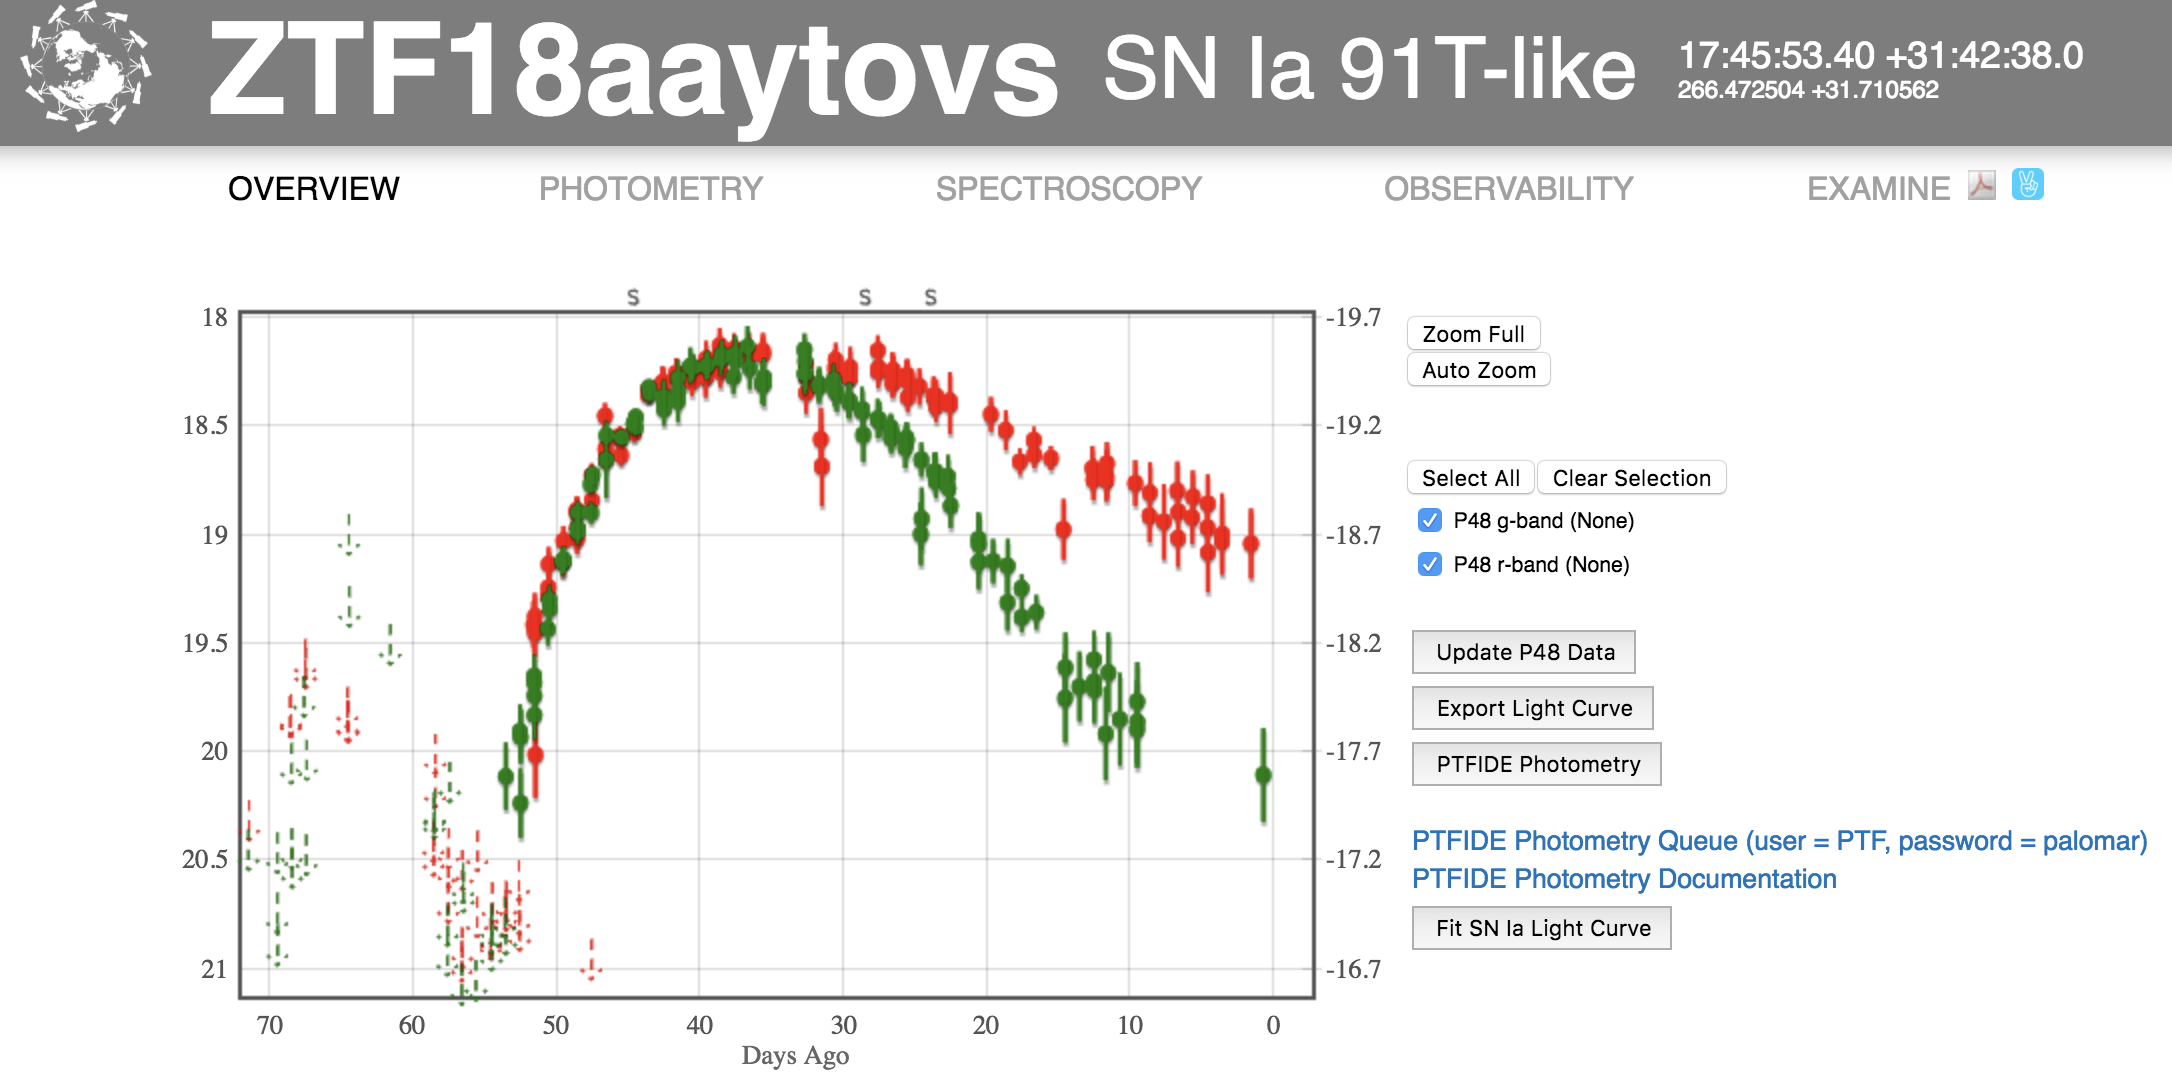 ZTF18aaytovs SN Ia 91T-like 17:45:53.40 +31:42:38.0
266.472504 +31.710562
OVERVIEW PHOTOMETRY SPECTROSCOPY OBSERVABILITY EXAMINE
S S S
18 -19.7
18.5 -19.2
19 -18.7
19.5 -18.2
20 -17.7
20.5 -17.2
21 -16.7
70 60 50 40 30 20 10 0
Days Ago
Zoom Full
Auto Zoom
Select All Clear Selection
P48 g-band (None)
P48 r-band (None)
Update P48 Data
Export Light Curve
PTFIDE Photometry
PTFIDE Photometry Queue (user = PTF, password = palomar)
PTFIDE Photometry Documentation
Fit SN Ia Light Curve